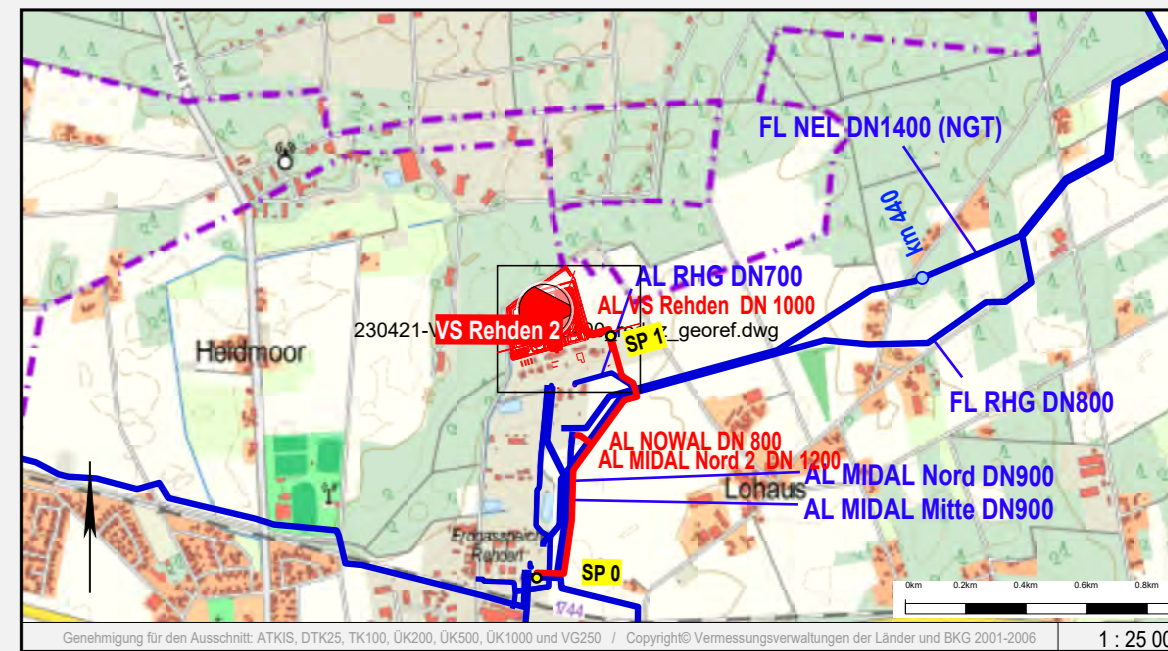 K41
FL NEL DN1400 (NGT)
km 440
AL RHG DN700
AL VS Rehden DN 1000
VS Rehden 2
SP 1
Heidmoor
FL RHG DN800
AL NOWAL DN 800
AL MIDAL Nord 2 DN 1200
AL MIDAL Nord DN900
Lohaus
AL MIDAL Mitte DN900
SP 0
0km 0.2km 0.4km 0.6km 0.8km
Genehmigung für den Ausschnitt: ATKIS, DTK25, TK100, ÜK200, ÜK500, ÜK1000 und VG250 / Copyright© Vermessungsverwaltungen der Länder und BKG 2001-2006
1 : 25 00